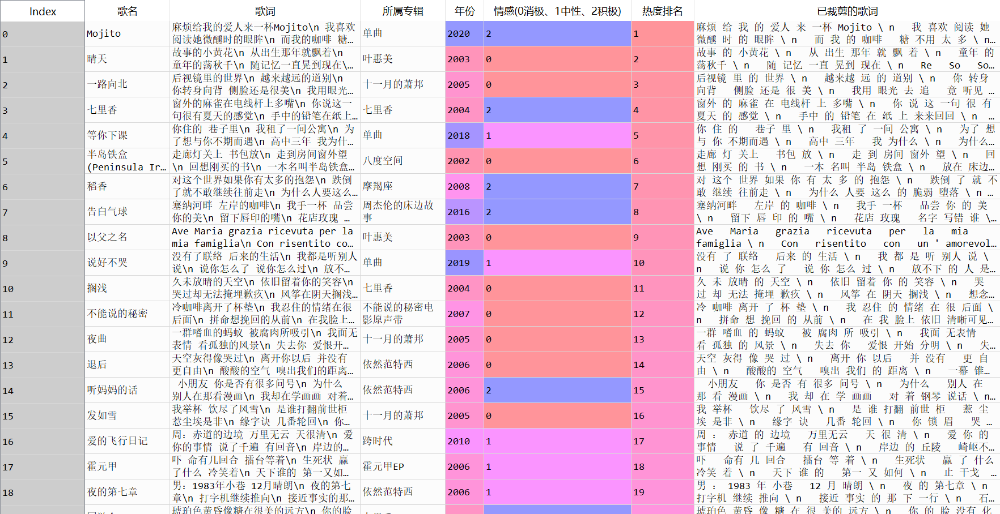 Index 歌名 歌词 所属专辑 年份 情感(0消极、1中性、2积极) 热度排名 已裁剪的歌词
0 Mojito 麻烦给我的爱人来一杯Mojito\n 我喜欢 单曲 2020 2 1 麻烦 给 我 的 爱人 来 一杯 Mojito \ n 我 喜欢 阅读 她
阅读她微醺时的眼眸\n 而我的咖啡 糖… 微醺 时 的 眼眸 \ n 而 我 的 咖啡 糖 不用 太 多 \ n…
1 晴天 故事的小黄花\n 从出生那年就飘着\n 叶惠美 2003 0 2 故事 的 小黄花 \ n 从 出生 那年 就 飘 着 \ n 童年 的
童年的荡秋千\n 随记忆一直晃到现在\… 荡秋千 \ n 随 记忆 一直 晃到 现在 \ n Re So So…
2 一路向北 后视镜里的世界\n 越来越远的道别\n 十一月的萧邦 2005 0 3 后视镜 里 的 世界 \ n 越来越 远 的 道别 \ n 你 转身
你转身向背 侧脸还是很美\n 我用眼光… 向背 侧脸 还是 很 美 \ n 我用 眼光 去 追 竟 听见 …
3 七里香 窗外的麻雀在电线杆上多嘴\n 你说这一 七里香 2004 2 4 窗外 的 麻雀 在 电线杆 上 多嘴 \ n 你 说 这 一句 很 有
句很有夏天的感觉\n 手中的铅笔在纸上… 夏天 的 感觉 \ n 手中 的 铅笔 在 纸 上 来来回回 \ n …
4 等你下课 你住的 巷子里\n 我租了一间公寓\n 为 单曲 2018 1 5 你 住 的 巷子 里 \ n 我租 了 一间 公寓 \ n 为了 想
了想与你不期而遇\n 高中三年 我为什… 与 你 不期而遇 \ n 高中 三年 我 为什么 \ n 为什么…
5 半岛铁盒 走廊灯关上 书包放\n 走到房间窗外望 八度空间 2002 0 6 走廊 灯 关上 书包 放 \ n 走 到 房间 窗外 望 \ n 回
(Peninsula Ir… \n 回想刚买的书\n 一本名叫半岛铁盒… 想 刚买 的 书 \ n 一本 名叫 半岛 铁盒 \ n 放在 床边…
6 稻香 对这个世界如果你有太多的抱怨\n 跌倒 摩羯座 2008 2 7 对 这个 世界 如果 你 有 太 多 的 抱怨 \ n 跌倒 了 就 不
了就不敢继续往前走\n 为什么人要这么… 敢 继续 往前走 \ n 为什么 人要 这么 的 脆弱 堕落 \ n …
7 告白气球 塞纳河畔 左岸的咖啡\n 我手一杯 品尝 周杰伦的床边故 2016 2 8 塞纳河畔 左岸 的 咖啡 \ n 我手 一杯 品尝 你 的 美
你的美\n 留下唇印的嘴\n 花店玫瑰 … 事 \ n 留下 唇 印 的 嘴 \ n 花店 玫瑰 名字 写错 谁 \…
8 以父之名 Ave Maria grazia ricevuta per la 叶惠美 2003 0 9 Ave Maria grazia ricevuta per la mia
mia famiglia\n Con risentito co… famiglia \ n Con risentito con un ' amorevol…
9 说好不哭 没有了联络 后来的生活\n 我都是听别人 单曲 2019 1 10 没有 了 联络 后来 的 生活 \ n 我 都 是 听 别人 说 \
说\n 说你怎么了 说你怎么过\n 放不… n 说 你 怎么 了 说 你 怎么 过 \ n 放不下 的 人 是…
10 搁浅 久未放晴的天空\n 依旧留着你的笑容\n 七里香 2004 0 11 久 未 放晴 的 天空 \ n 依旧 留着 你 的 笑容 \ n 哭
哭过却无法掩埋歉疚\n 风筝在阴天搁浅… 过 却 无法 掩埋 歉疚 \ n 风筝 在 阴天 搁浅 \ n 想念…
11 不能说的秘密 冷咖啡离开了杯垫\n 我忍住的情绪在很 不能说的秘密电 2007 0 12 冷 咖啡 离开 了 杯 垫 \ n 我 忍住 的 情绪 在 很 后面 \
后面\n 拼命想挽回的从前\n 在我脸上… 影原声带 n 拼命 想 挽回 的 从前 \ n 在 我 脸上 依旧 清晰可见…
12 夜曲 一群嗜血的蚂蚁 被腐肉所吸引\n 我面无 十一月的萧邦 2005 0 13 一群 嗜血 的 蚂蚁 被 腐肉 所 吸引 \ n 我面 无表情
表情 看孤独的风景\n 失去你 爱恨开… 看 孤独 的 风景 \ n 失去 你 爱恨 开始 分明 \ n 失…
13 退后 天空灰得像哭过\n 离开你以后 并没有 依然范特西 2006 0 14 天空 灰得 像 哭 过 \ n 离开 你 以后 并 没有 更 自
更自由\n 酸酸的空气 嗅出我们的距离… 由 \ n 酸酸的 空气 嗅出 我们 的 距离 \ n 一幕 锥…
14 听妈妈的话 小朋友 你是否有很多问号\n 为什么 依然范特西 2006 2 15 小朋友 你 是否 有 很多 问号 \ n 为什么 别人 在
别人在那看漫画\n 我却在学画画 对着… 那 看 漫画 \ n 我 却 在 学 画画 对 着 钢琴 说话 \ n…
15 发如雪 我举杯 饮尽了风雪\n 是谁打翻前世柜 十一月的萧邦 2005 0 16 我 举杯 饮尽 了 风雪 \ n 是 谁 打翻 前世 柜 惹 尘
惹尘埃是非\n 缘字诀 几番轮回\n 你… 埃 是非 \ n 缘字 诀 几番 轮回 \ n 你 锁 眉 哭 …
16 爱的飞行日记 周：赤道的边境 万里无云 天很清\n 爱 跨时代 2010 1 17 周 ： 赤道 的 边境 万里无云 天 很 清 \ n 爱 你 的
你的事情 说了千遍 有回音\n 岸边的… 事情 说 了 千遍 有 回音 \ n 岸边 的 丘陵 崎岖不…
17 霍元甲 吓 命有几回合 擂台等着\n 生死状 赢 霍元甲EP 2006 1 18 吓 命有 几 回合 擂台 等 着 \ n 生死状 赢 了 什么
了什么 冷笑着\n 天下谁的 第一又如… 冷笑 着 \ n 天下 谁 的 第一 又 如何 \ n 止 干戈 …
18 夜的第七章 男：1983年小巷 12月晴朗\n 夜的第七 依然范特西 2006 1 19 男 ： 1983 年 小巷 12 月 晴朗 \ n 夜 的 第七章 \ n
章\n 打字机继续推向\n 接近事实的那… 打字机 继续 推向 \ n 接近 事实 的 那 下 一行 \ n 石…
琥珀色黄昏像糖在很美的远方\n 你的脸 琥珀色 黄昏 像 糖 在 很 美的 远方 \ n 你 的 脸 没有 化